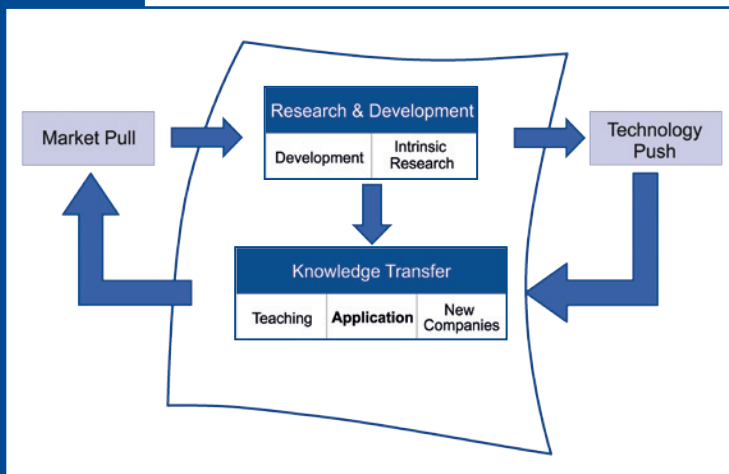 Research & Development
Market Pull
Development
Intrinsic
Research
Technology
Push
Knowledge Transfer
Teaching
Application
New
Companies